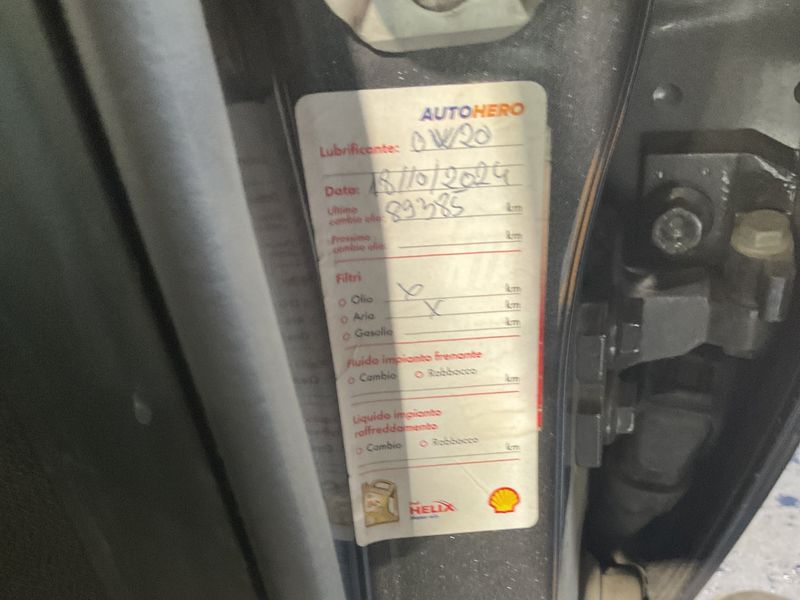 AUTOHERO
Lubrificante: 0W20
Data: 18/10/2024
Ultimo
cambio olio: 89385 km
Prossimo
cambio olio: km
Filtri
Olio x km
Aria x km
Gasolio km
Fluido impianto frenante
Cambio Rabbocco km
Liquido impianto
raffreddamento
Cambio Rabbocco km
HELIX